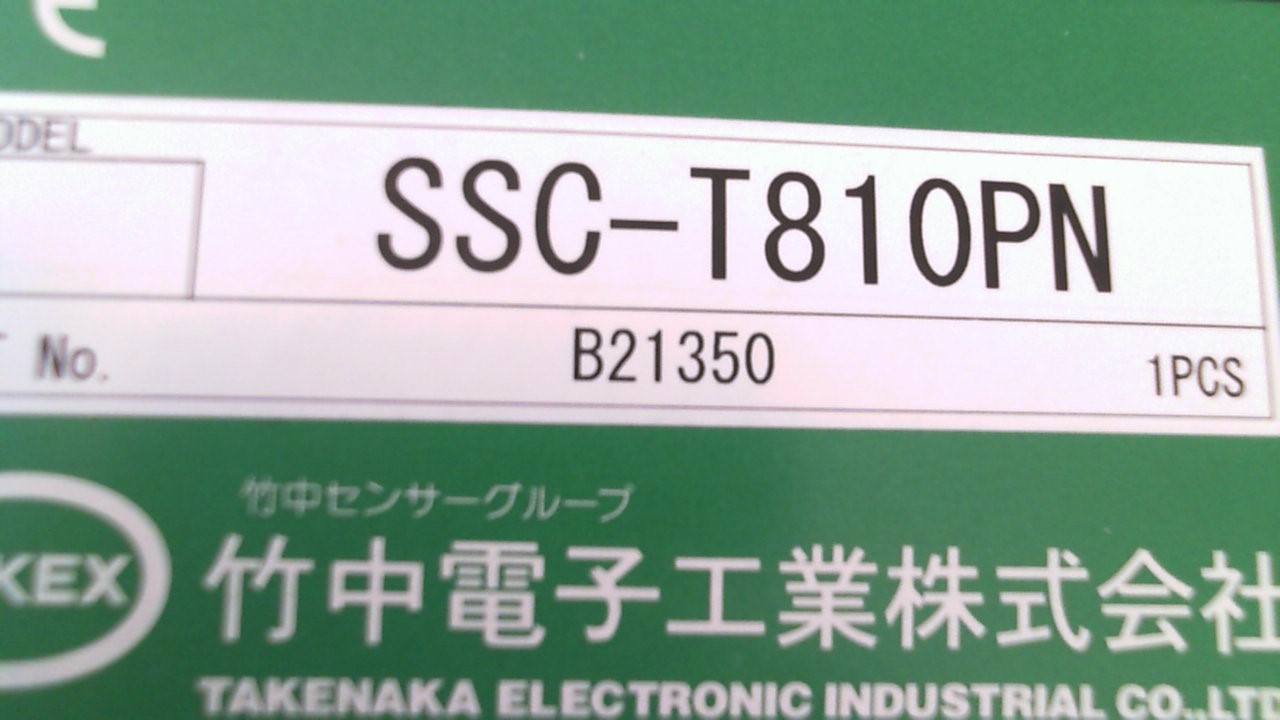 ODEL
SSC-T810PN
No.
B21350
1PCS
竹中センサーグループ
KEX
竹中電子工業株式会社
TAKENAKA ELECTRONIC INDUSTRIAL CO.,LTD